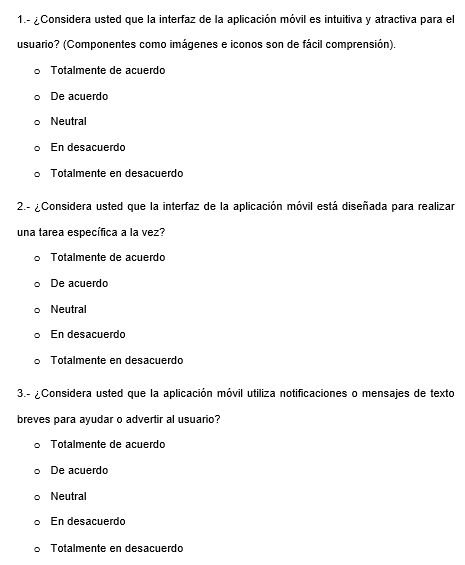 1.- ¿Considera usted que la interfaz de la aplicación móvil es intuitiva y atractiva para el
usuario? (Componentes como imágenes e iconos son de fácil comprensión).
o Totalmente de acuerdo
o De acuerdo
o Neutral
o En desacuerdo
o Totalmente en desacuerdo
2.- ¿Considera usted que la interfaz de la aplicación móvil está diseñada para realizar
una tarea específica a la vez?
o Totalmente de acuerdo
o De acuerdo
o Neutral
o En desacuerdo
o Totalmente en desacuerdo
3.- ¿Considera usted que la aplicación móvil utiliza notificaciones o mensajes de texto
breves para ayudar o advertir al usuario?
o Totalmente de acuerdo
o De acuerdo
o Neutral
o En desacuerdo
o Totalmente en desacuerdo